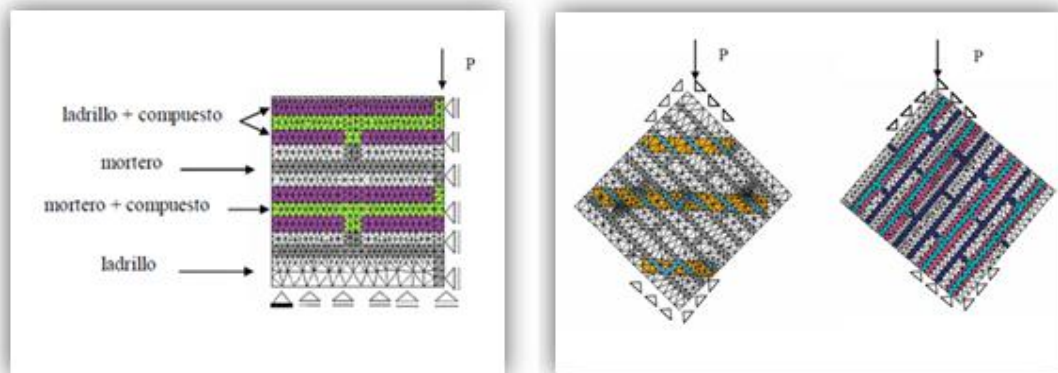 P
ladrillo + compuesto
mortero
mortero + compuesto
ladrillo
P
P